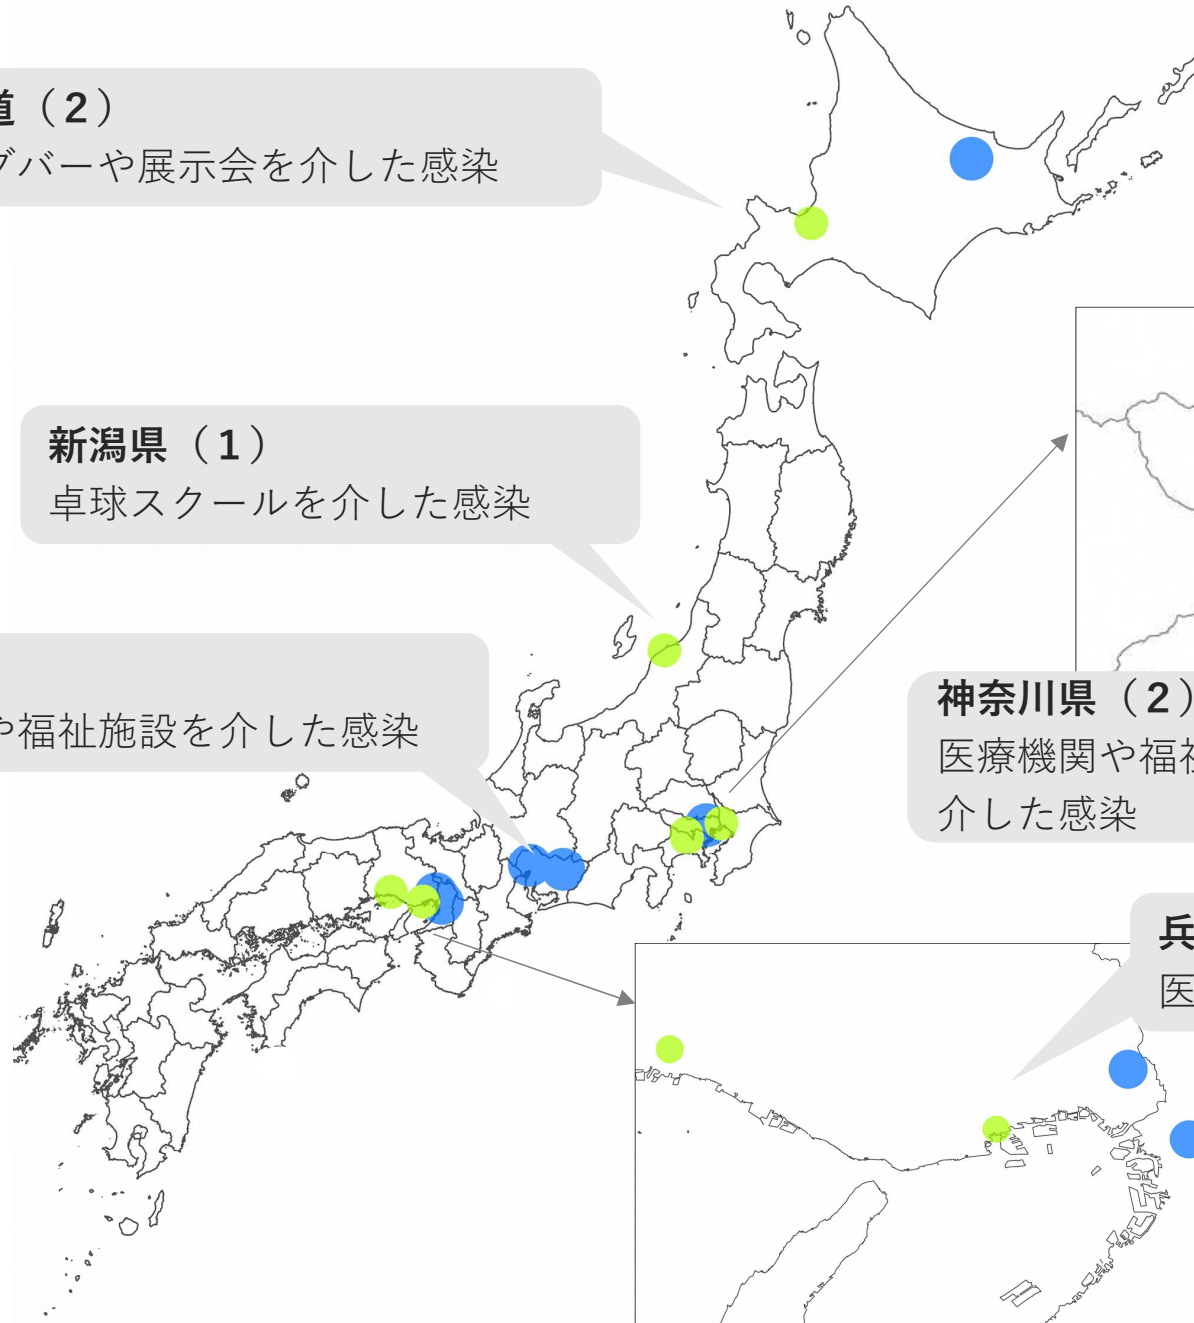 道（2）
バーや展示会を介した感染
新潟県（1）
卓球スクールを介した感染
や福祉施設を介した感染
神奈川県（2）
医療機関や福祉
介した感染
兵
医